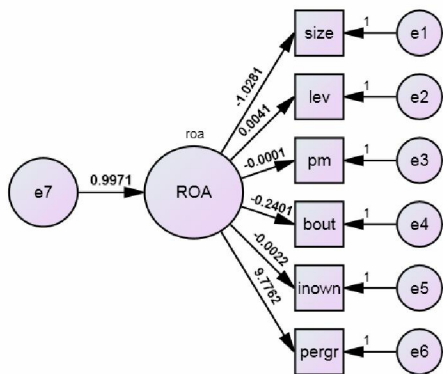 size
1
e1
-1.0281
lev
1
e2
0.0041
roa
pm
1
e3
-0.0001
e7
0.9971
ROA
-0.2401
bout
1
e4
-0.0022
inown
1
e5
9.7762
pergr
1
e6